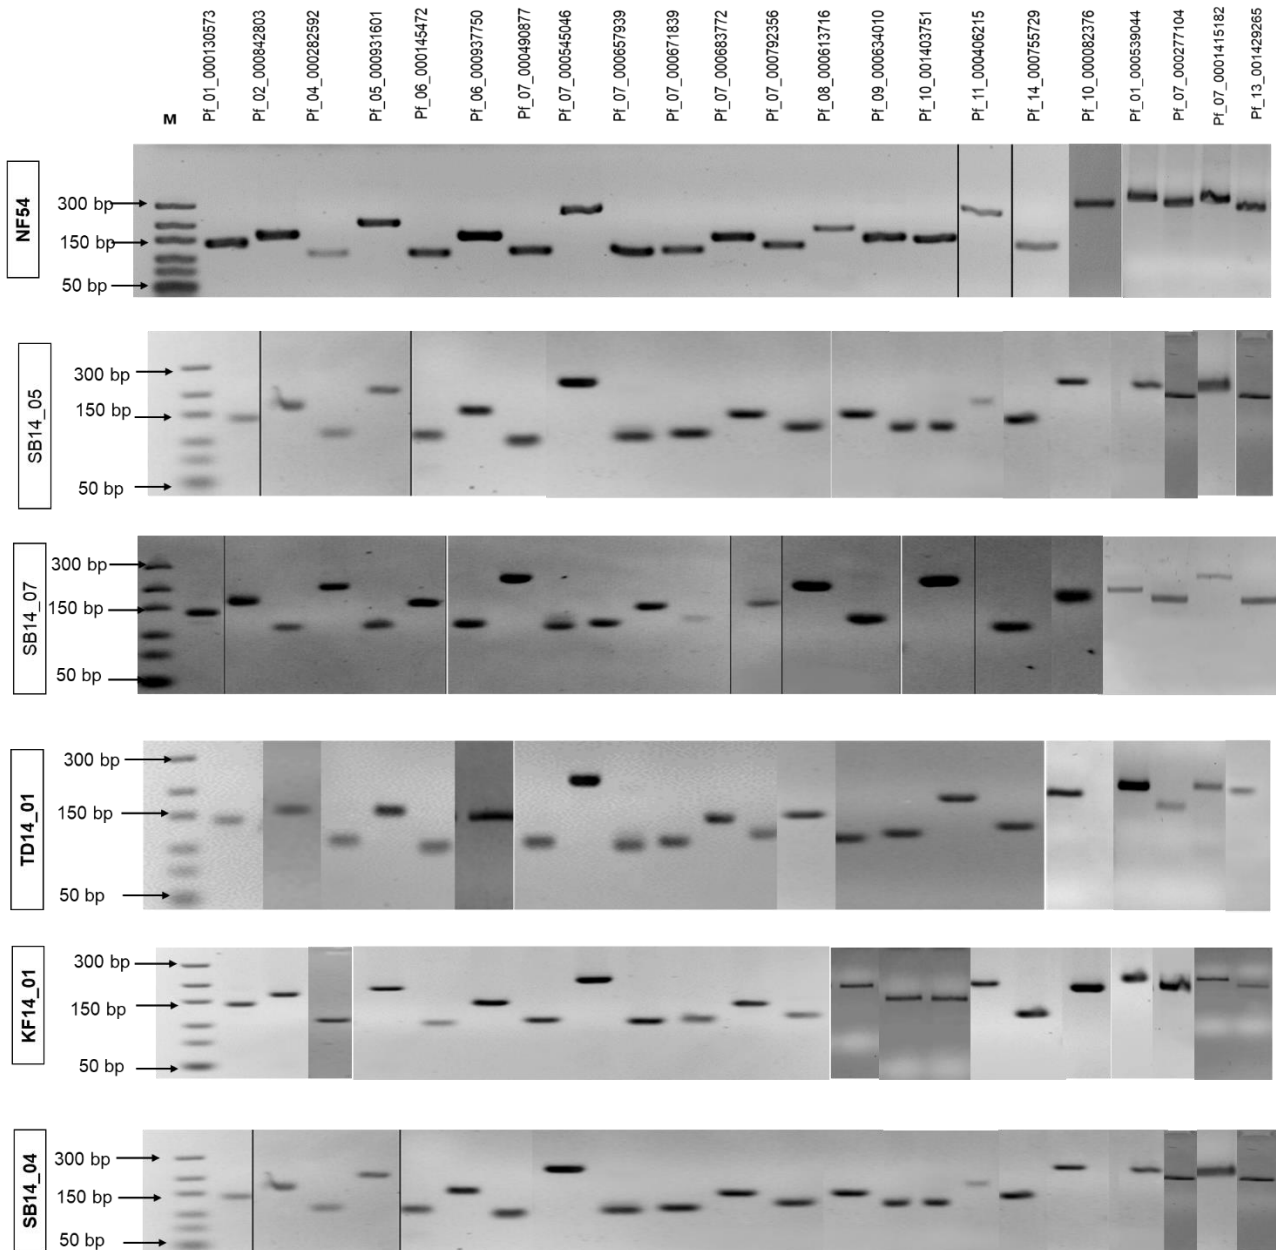 M
Pf_01_000130573
Pf_02_000842803
Pf_04_000282592
Pf_05_000931601
Pf_06_000145472
Pf_06_000937750
Pf_07_000490877
Pf_07_000545046
Pf_07_000657939
Pf_07_000671839
Pf_07_000683772
Pf_07_000792356
Pf_08_000613716
Pf_09_000634010
Pf_10_001403751
Pf_11_000406215
Pf_14_000755729
Pf_10_0000082376
Pf_01_000539044
Pf_07_000277104
Pf_07_0001415182
Pf_13_001429265
NF54
300 bp
150 bp
50 bp
SB14_05
300 bp
150 bp
50 bp
SB14_07
300 bp
150 bp
50 bp
TD14_01
300 bp
150 bp
50 bp
KF14_01
300 bp
150 bp
50 bp
SB14_04
300 bp
150 bp
50 bp